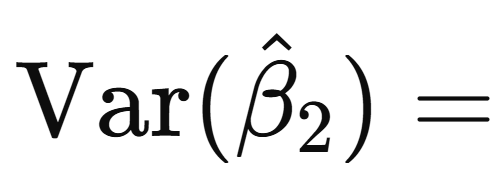 Var(β̂₂) =